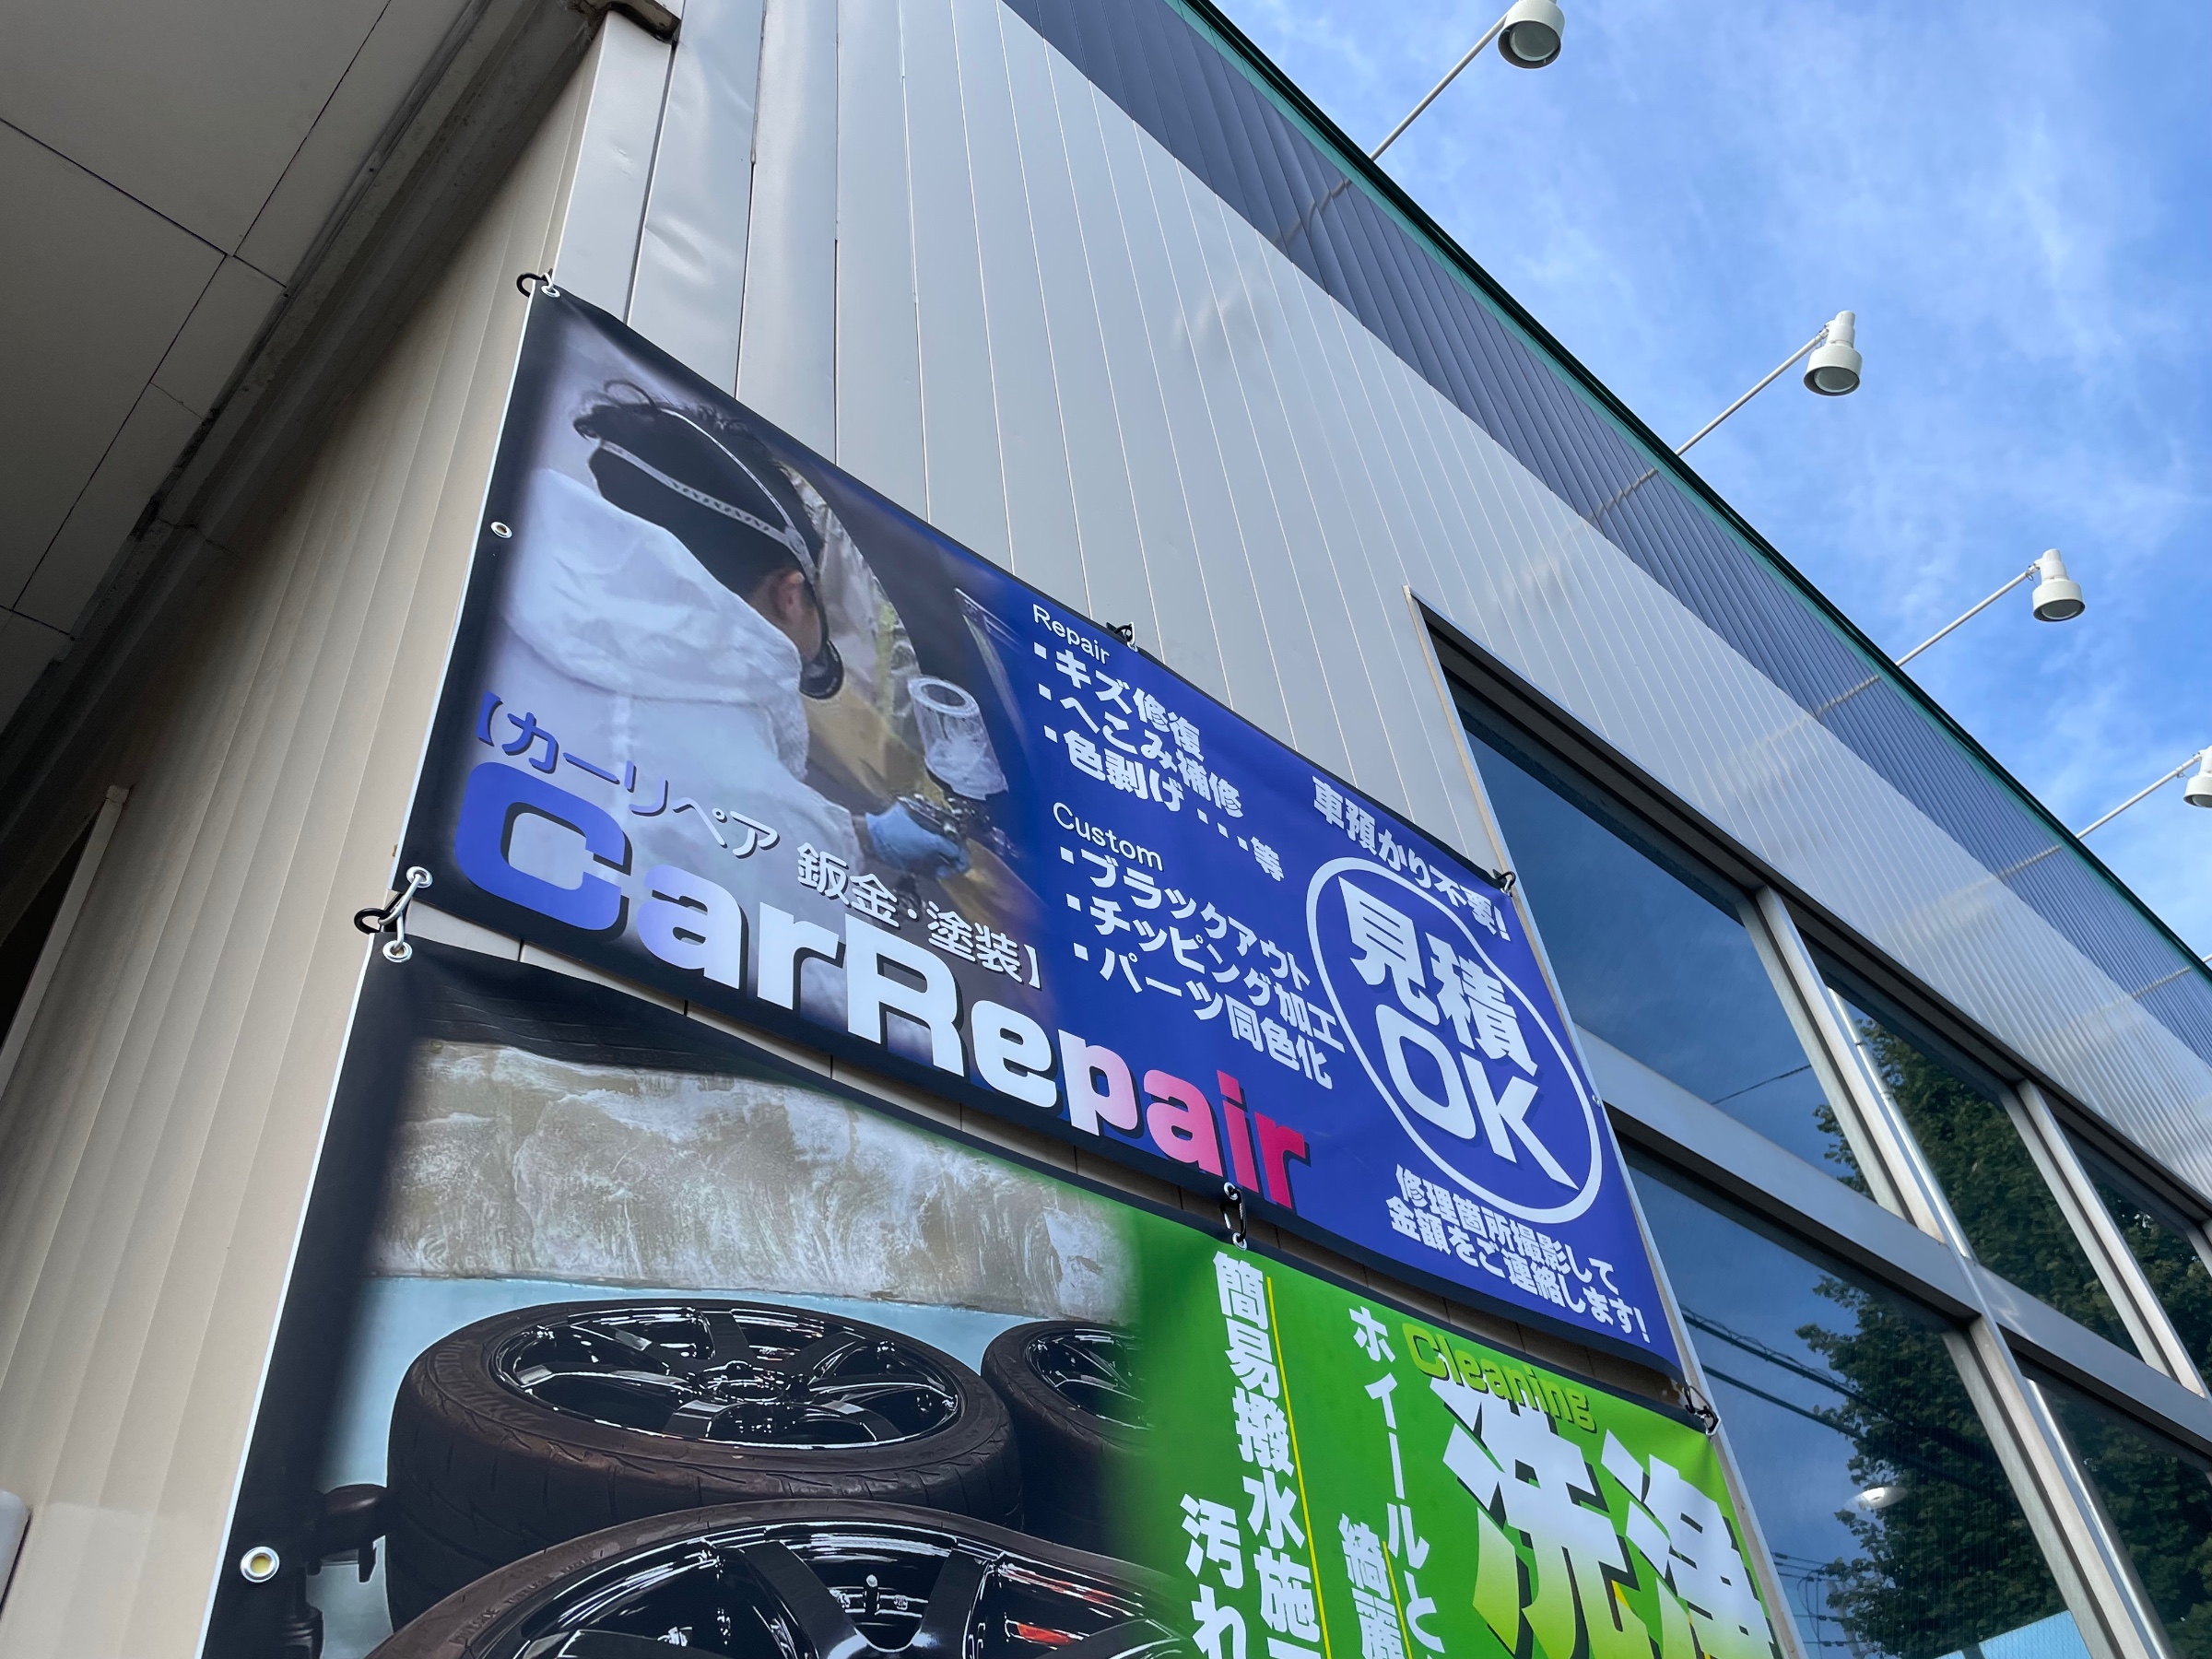 Repair
・キズ修復
・へこみ補修
・色剥げ・・・等
Custom
・ブラックアウト
・チッピング加工
・パーツ同色化
【カーリペア 鈑金・塗装】
CarRepair
車預かり不要!
見積
OK
修理箇所撮影して
金額をご連絡します!
Cleaning
洗浄
ホイールと
綺麗
簡易撥水施工
汚れ